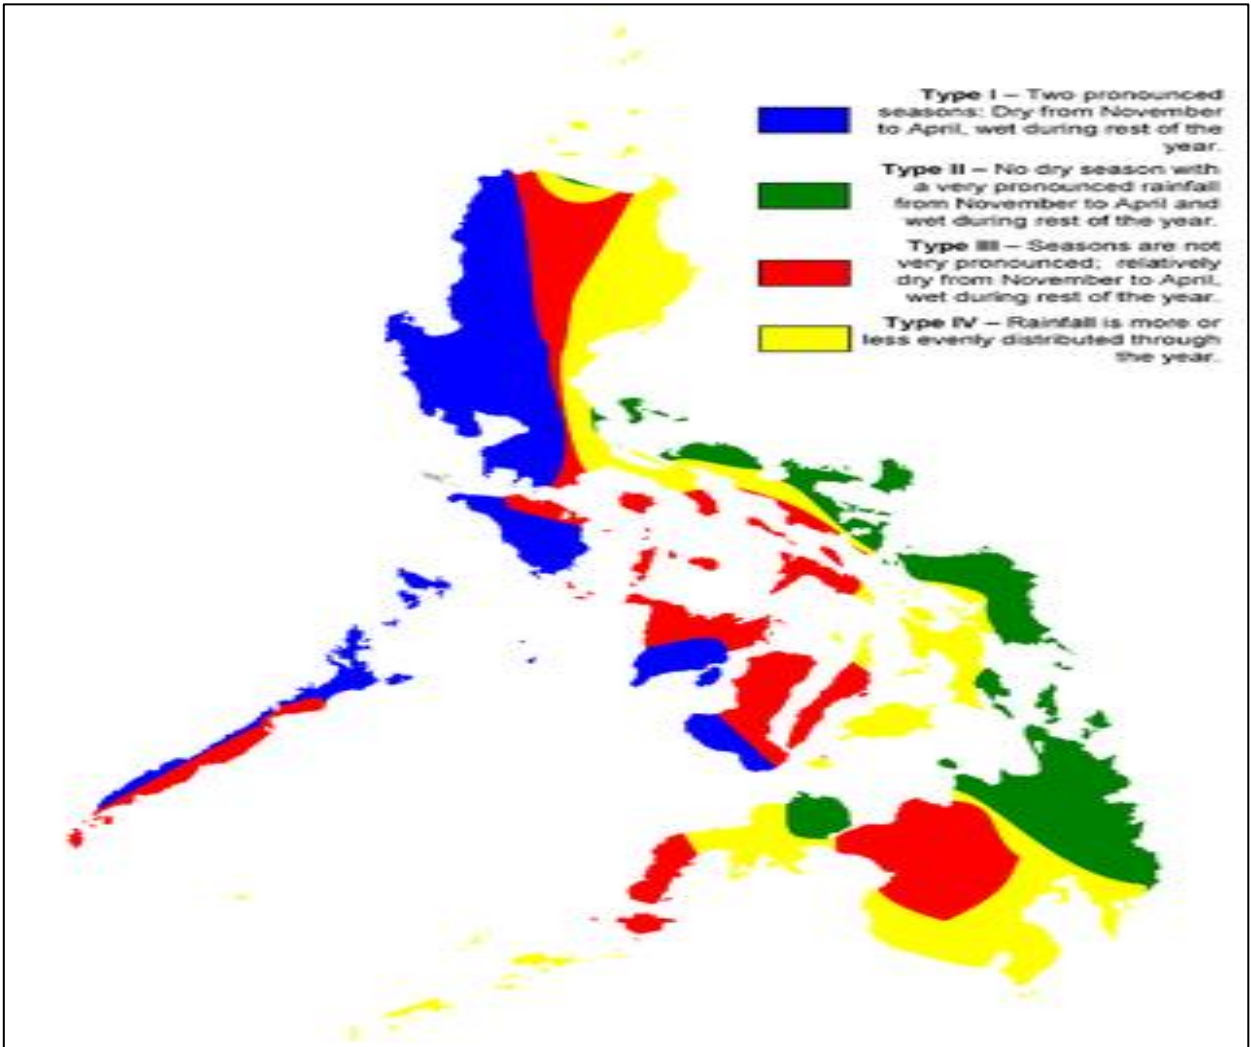 Type I – Two pronounced
seasons: Dry from November
to April, wet during rest of the
year.
Type II – No dry season with
a very pronounced rainfall
from November to April and
wet during rest of the year.
Type III – Seasons are not
very pronounced; relatively
dry from November to April,
wet during rest of the year.
Type IV – Rainfall is more or
less evenly distributed through
the year.